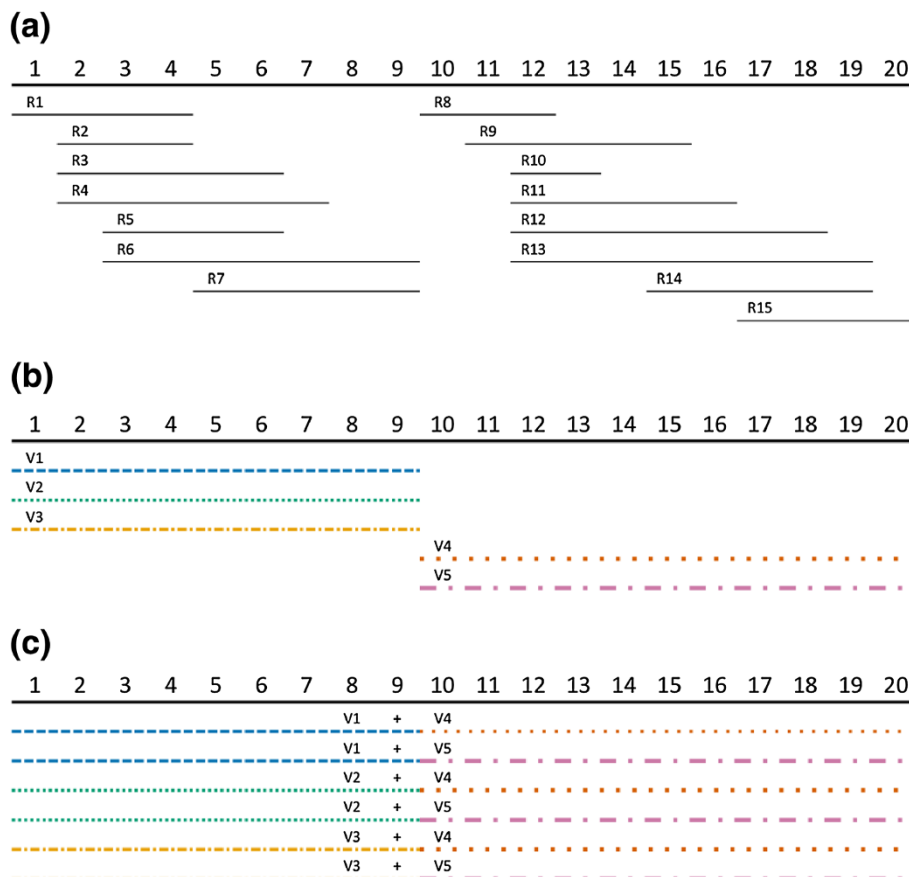 (a)
1 2 3 4 5 6 7 8 9 10 11 12 13 14 15 16 17 18 19 20
R1 R8
R2 R9
R3 R10
R4 R11
R5 R12
R6 R13
R7 R14
R15
(b)
1 2 3 4 5 6 7 8 9 10 11 12 13 14 15 16 17 18 19 20
V1
V2
V3
V4
V5
(c)
1 2 3 4 5 6 7 8 9 10 11 12 13 14 15 16 17 18 19 20
V1 + V4
V1 + V5
V2 + V4
V2 + V5
V3 + V4
V3 + V5